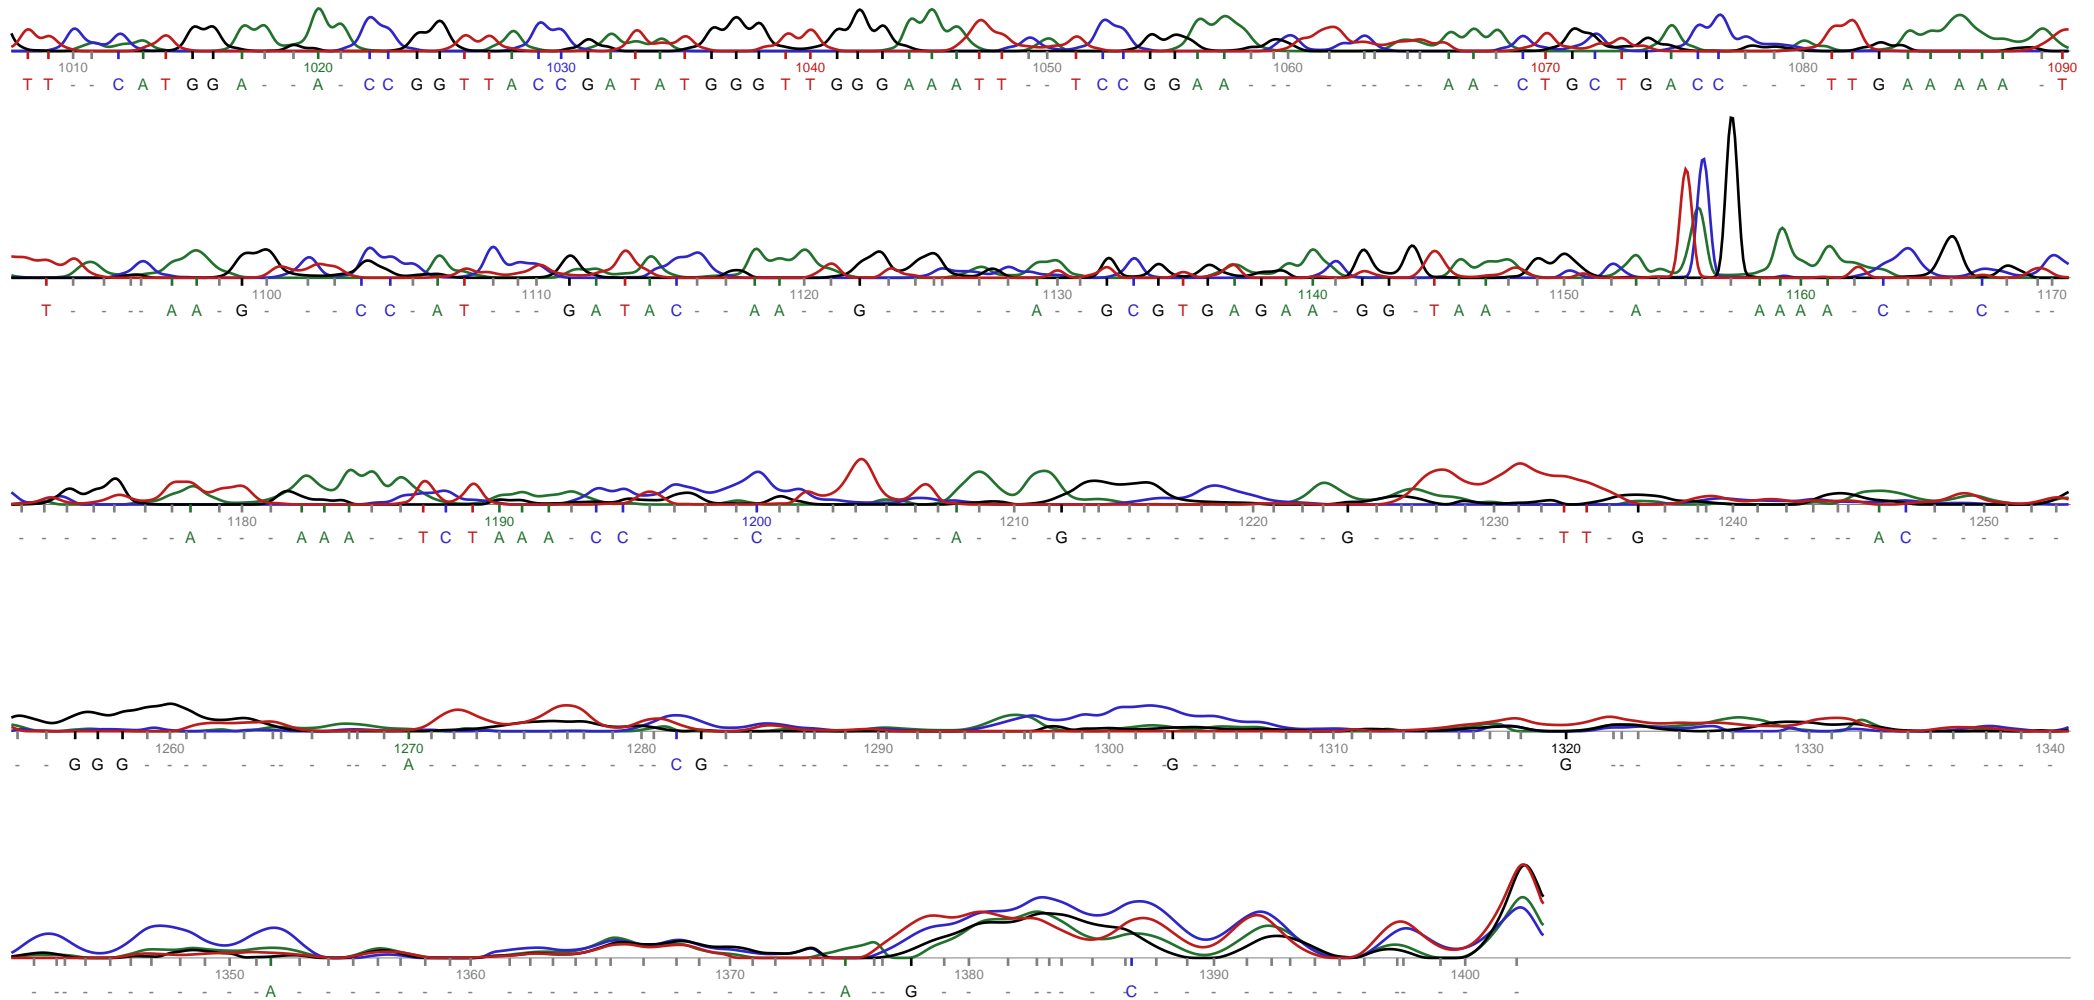 1010 1020 1030 1040 1050 1060 1070 1080 1090
T T - - C A T G G A - - A - C C G G T T A C C G A T A T G G G T T G G G A A A T T - - T C C G G A A - - - - - - - - A A - C T G C T G A C C - - - T T G A A A A A - T
1100 1110 1120 1130 1140 1150 1160 1170
T - - - - A A - G - - - C C - A T - - - G A T A C - - A A - - G - - - - - A - - G C G T G A G A A - G G - T A A - - - - - A - - - - A A A A - C - - - C - - -
1180 1190 1200 1210 1220 1230 1240 1250
- - - - - - - A - - - A A A - - T C T A A A - C C - - - - C - - - - - - - A - - - G - - - - - - - - - - G - - - - - - - - T T - G - - - - - - - - - A C - - - - - -
1260 1270 1280 1290 1300 1310 1320 1330 1340
- - G G G - - - - - - - - - - - - A - - - - - - - - - - C G - - - - - - - - - - - - - - - - - - - G - - - - - - - - - - - - - - - - G - - - - - - - - - - - - - - - - - - - -
1350 1360 1370 1380 1390 1400
- - - - - - - - - - - A - - - - - - - - - - - - - - - - - - - - - - A - - G - - - - - - - - C - - - - - - - - - - - - -